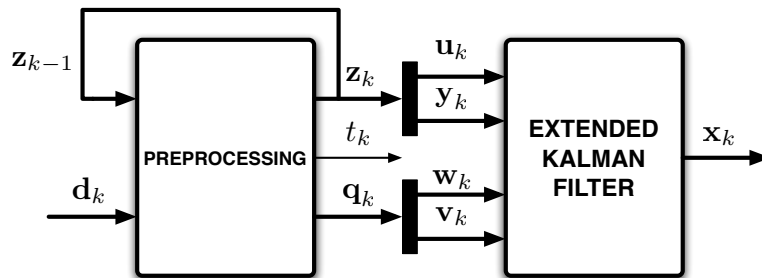 z_{k-1}
d_k
PREPROCESSING
z_k
t_k
q_k
u_k
y_k
w_k
v_k
EXTENDED
KALMAN
FILTER
x_k